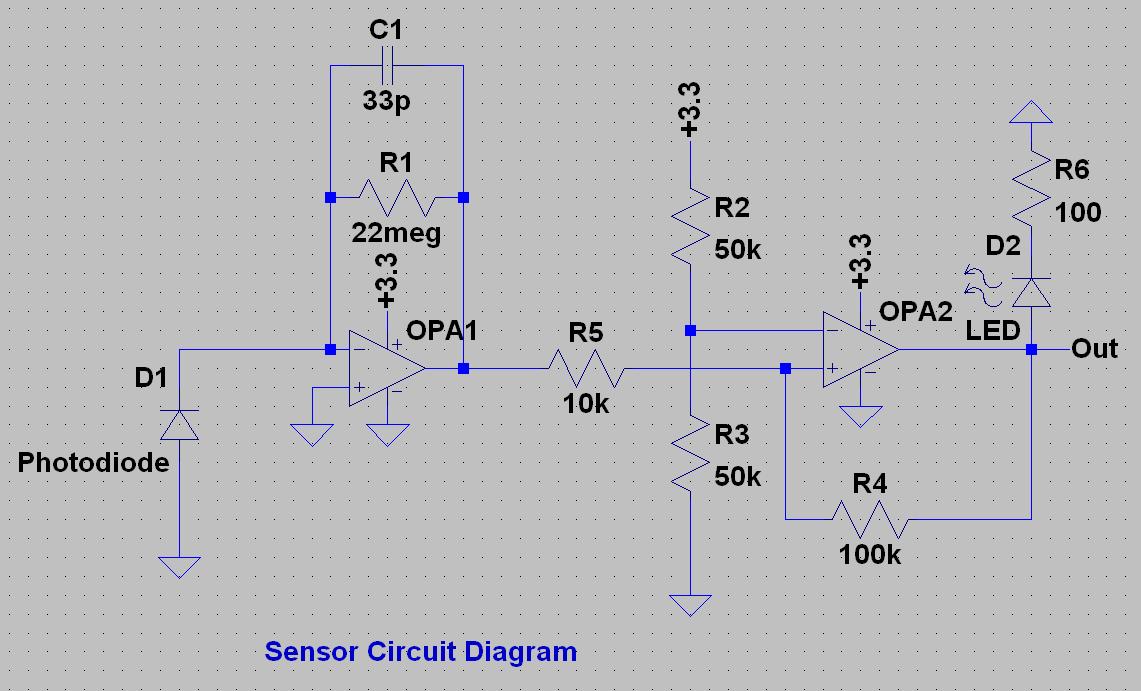 C1
33p
R1
22meg
+3.3
OPA1
D1
Photodiode
R5
10k
+3.3
R2
50k
R3
50k
+3.3
OPA2
R4
100k
R6
100
D2
LED
Out
Sensor Circuit Diagram